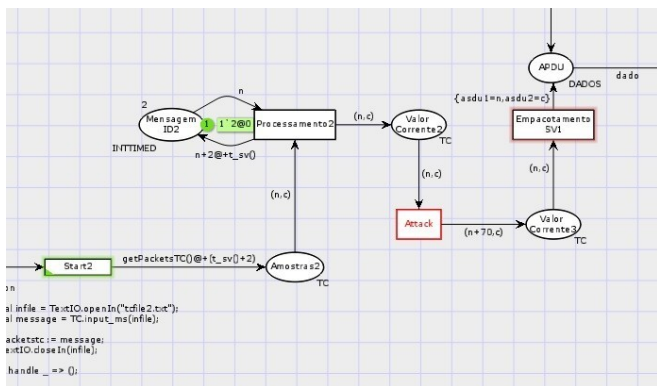 APDU
DADOS
dado
{asdu1=n,asdu2=c}
2
n
Mensagem
ID2
1
1`2@0
Processamento2
(n,c)
Valor
Corrente2
TC
Empacotamento
SV1
INTTIMED
n+2@+t_sv()
(n,c)
(n,c)
(n,c)
Attack
(n+70,c)
Valor
Corrente3
TC
Start2
getPacketsTC()@+(t_sv()+2)
Amostras2
TC
on
al infile = TextIO.openIn("tcfile2.txt");
al message = TC.input_ms(infile);
acketstc := message;
extIO.closeIn(infile);
handle _ => ();